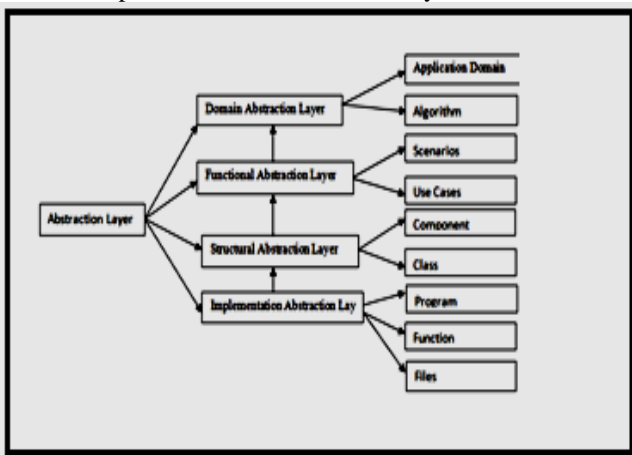 Application Domain
Domain Abstraction Layer
Algorithm
Scenarios
Functional Abstraction Layer
Use Cases
Abstraction Layer
Component
Structural Abstraction Layer
Class
Implementation Abstraction Lay
Program
Function
Files